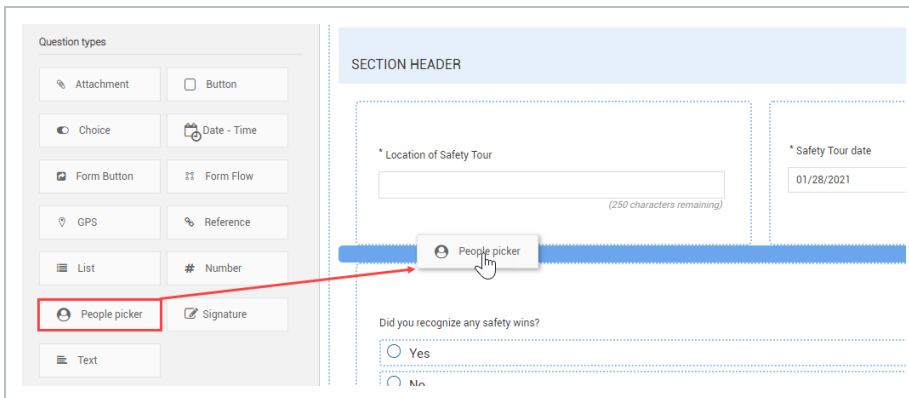 Question types
Attachment
Button
Choice
Date - Time
Form Button
Form Flow
GPS
Reference
List
# Number
People picker
Signature
Text
SECTION HEADER
* Location of Safety Tour
(250 characters remaining)
* Safety Tour date
01/28/2021
People picker
Did you recognize any safety wins?
Yes
No